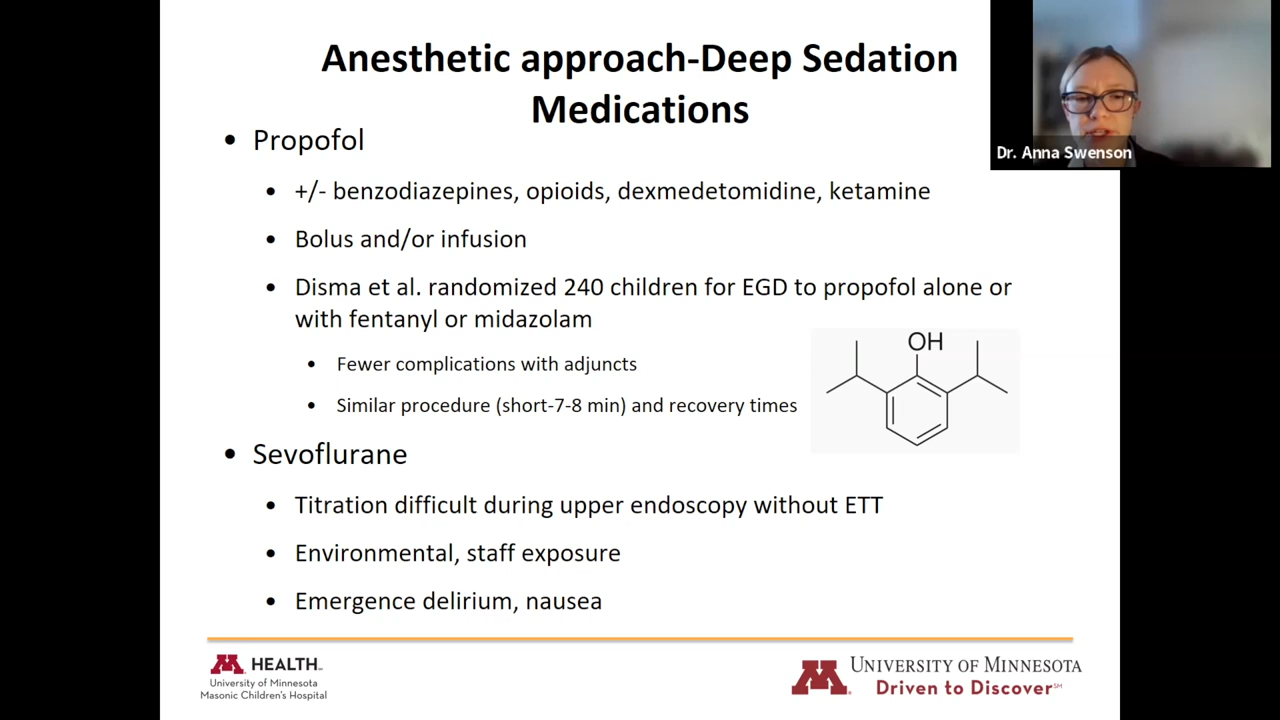 Anesthetic approach-Deep Sedation
Medications
Dr. Anna Swenson
• Propofol
• +/- benzodiazepines, opioids, dexmedetomidine, ketamine
• Bolus and/or infusion
• Disma et al. randomized 240 children for EGD to propofol alone or
with fentanyl or midazolam
• Fewer complications with adjuncts
• Similar procedure (short-7-8 min) and recovery times
OH
• Sevoflurane
• Titration difficult during upper endoscopy without ETT
• Environmental, staff exposure
• Emergence delirium, nausea
M HEALTH
University of Minnesota
Masonic Children's Hospital
M UNIVERSITY OF MINNESOTA
Driven to Discover℠